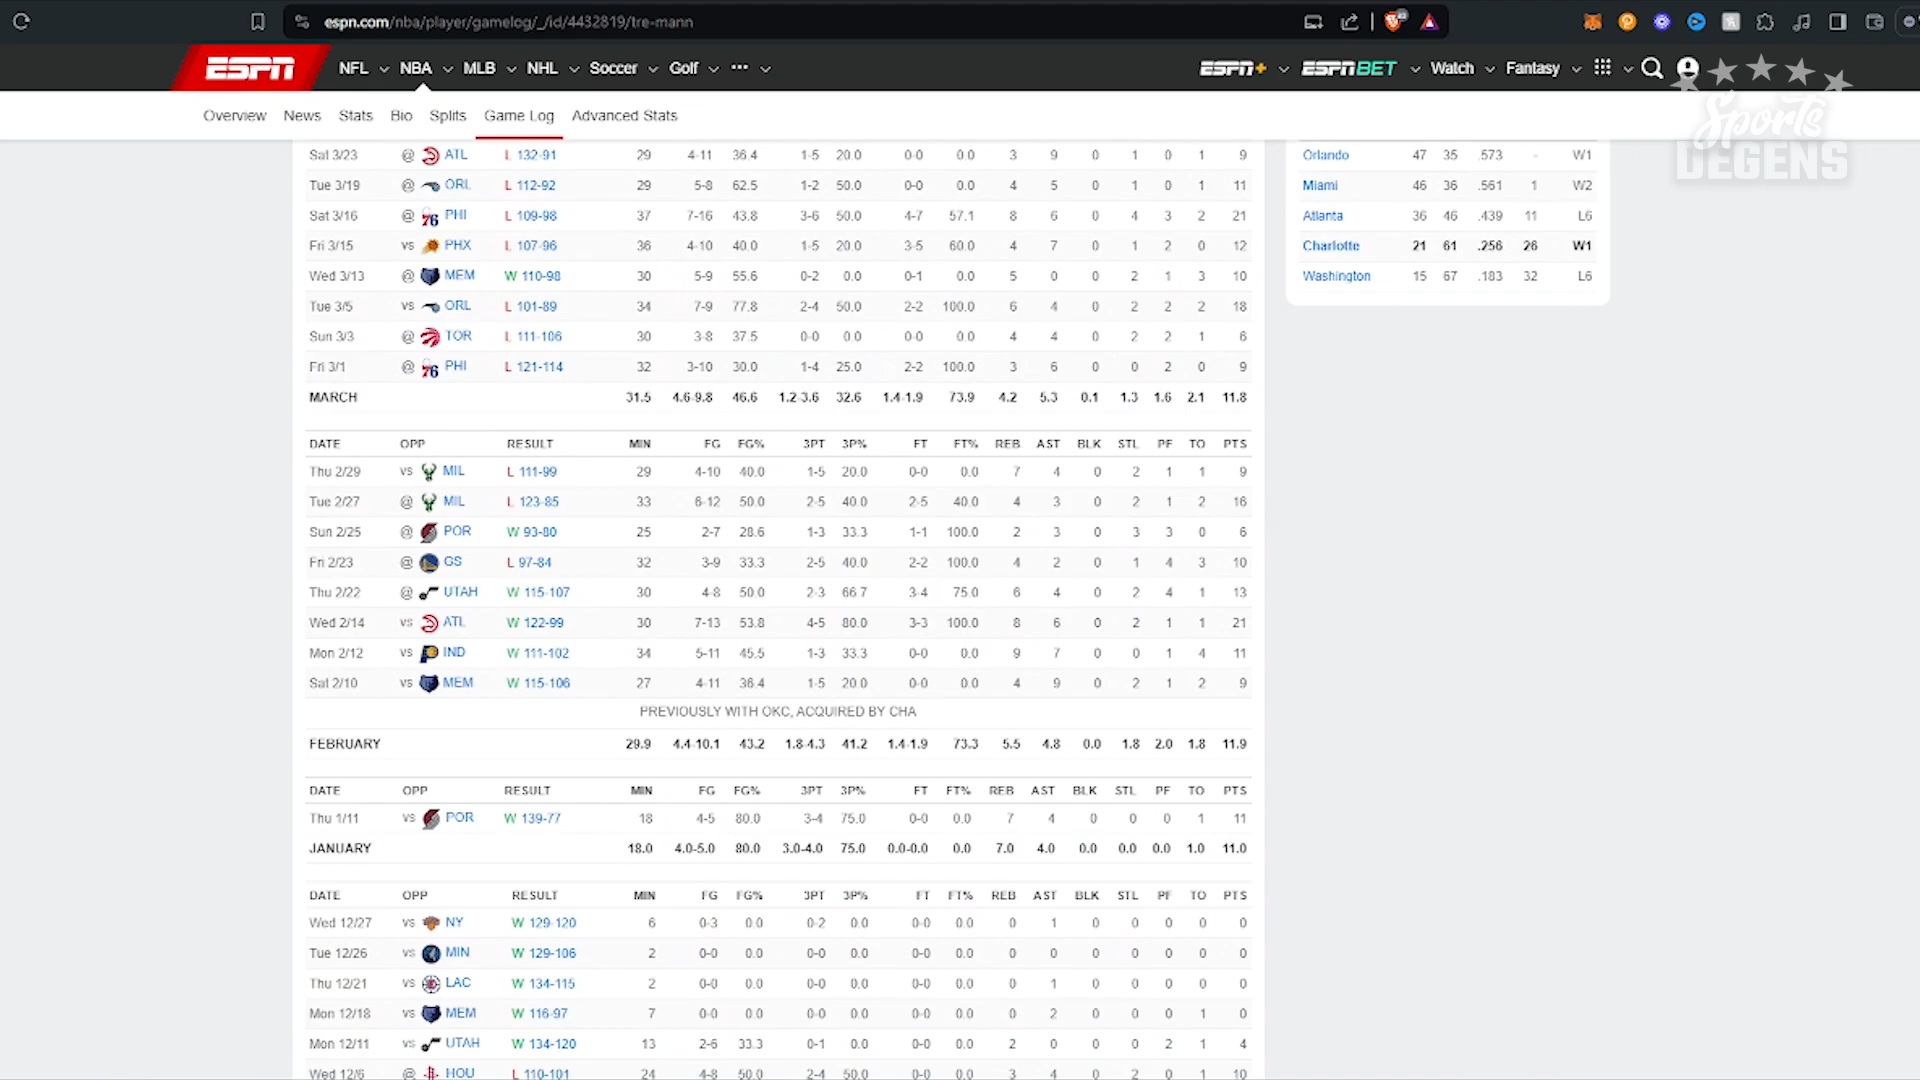 espn.com/nba/player/gamelog/_/id/4432819/tre-mann
ESPN NFL NBA MLB NHL Soccer Golf ESPN+ ESPN BET Watch Fantasy
Sports DEGENS
Overview News Stats Bio Splits Game Log Advanced Stats
Sat 3/23 @ ATL L 132-91 29 4-11 36.4 1-5 20.0 0-0 0.0 3 9 0 1 0 1 9
Tue 3/19 @ ORL L 112-92 29 5-8 62.5 1-2 50.0 0-0 0.0 4 5 0 1 0 1 11
Sat 3/16 @ PHI L 109-98 37 7-16 43.8 3-6 50.0 4-7 57.1 8 6 0 4 3 2 21
Fri 3/15 vs PHX L 107-96 36 4-10 40.0 1-5 20.0 3-5 60.0 4 7 0 1 2 0 12
Wed 3/13 @ MEM W 110-98 30 5-9 55.6 0-2 0.0 0-1 0.0 5 0 0 2 1 3 10
Tue 3/5 vs ORL L 101-89 34 7-9 77.8 2-4 50.0 2-2 100.0 6 4 0 2 2 2 18
Sun 3/3 @ TOR L 111-106 30 3-8 37.5 0-0 0.0 0-0 0.0 4 4 0 2 2 1 6
Fri 3/1 @ PHI L 121-114 32 3-10 30.0 1-4 25.0 2-2 100.0 3 6 0 0 2 0 9
MARCH 31.5 4.6-9.8 46.6 1.2-3.6 32.6 1.4-1.9 73.9 4.2 5.3 0.1 1.3 1.6 2.1 11.8
DATE OPP RESULT MIN FG FG% 3PT 3P% FT FT% REB AST BLK STL PF TO PTS
Thu 2/29 vs MIL L 111-99 29 4-10 40.0 1-5 20.0 0-0 0.0 7 4 0 2 1 1 9
Tue 2/27 @ MIL L 123-85 33 6-12 50.0 2-5 40.0 2-5 40.0 4 3 0 2 1 2 16
Sun 2/25 @ POR W 93-80 25 2-7 28.6 1-3 33.3 1-1 100.0 2 3 0 3 3 0 6
Fri 2/23 @ GS L 97-84 32 3-9 33.3 2-5 40.0 2-2 100.0 4 2 0 1 4 3 10
Thu 2/22 @ UTAH W 115-107 30 4-8 50.0 2-3 66.7 3-4 75.0 6 4 0 2 4 1 13
Wed 2/14 vs ATL W 122-99 30 7-13 53.8 4-5 80.0 3-3 100.0 8 6 0 2 1 1 21
Mon 2/12 vs IND W 111-102 34 5-11 45.5 1-3 33.3 0-0 0.0 9 7 0 0 1 4 11
Sat 2/10 vs MEM W 115-106 27 4-11 36.4 1-5 20.0 0-0 0.0 4 9 0 2 1 2 9
PREVIOUSLY WITH OKC, ACQUIRED BY CHA
FEBRUARY 29.9 4.4-10.1 43.2 1.8-4.3 41.2 1.4-1.9 73.3 5.5 4.8 0.0 1.8 2.0 1.8 11.9
DATE OPP RESULT MIN FG FG% 3PT 3P% FT FT% REB AST BLK STL PF TO PTS
Thu 1/11 vs POR W 139-77 18 4-5 80.0 3-4 75.0 0-0 0.0 7 4 0 0 0 1 11
JANUARY 18.0 4.0-5.0 80.0 3.0-4.0 75.0 0.0-0.0 0.0 7.0 4.0 0.0 0.0 0.0 1.0 11.0
DATE OPP RESULT MIN FG FG% 3PT 3P% FT FT% REB AST BLK STL PF TO PTS
Wed 12/27 vs NY W 129-120 6 0-3 0.0 0-2 0.0 0-0 0.0 0 1 0 0 0 0 0
Tue 12/26 vs MIN W 129-106 2 0-0 0.0 0-0 0.0 0-0 0.0 0 0 0 0 0 0 0
Thu 12/21 vs LAC W 134-115 2 0-0 0.0 0-0 0.0 0-0 0.0 0 1 0 0 0 0 0
Mon 12/18 vs MEM W 116-97 7 0-0 0.0 0-0 0.0 0-0 0.0 0 2 0 0 0 1 0
Mon 12/11 vs UTAH W 134-120 13 2-6 33.3 0-1 0.0 0-0 0.0 2 0 0 0 2 1 4
Wed 12/6 @ HOU L 110-101 24 4-8 50.0 2-4 50.0 0-0 0.0 3 4 0 2 0 1 10
Orlando 47 35 .573 - W1
Miami 46 36 .561 1 W2
Atlanta 36 46 .439 11 L6
Charlotte 21 61 .256 26 W1
Washington 15 67 .183 32 L6